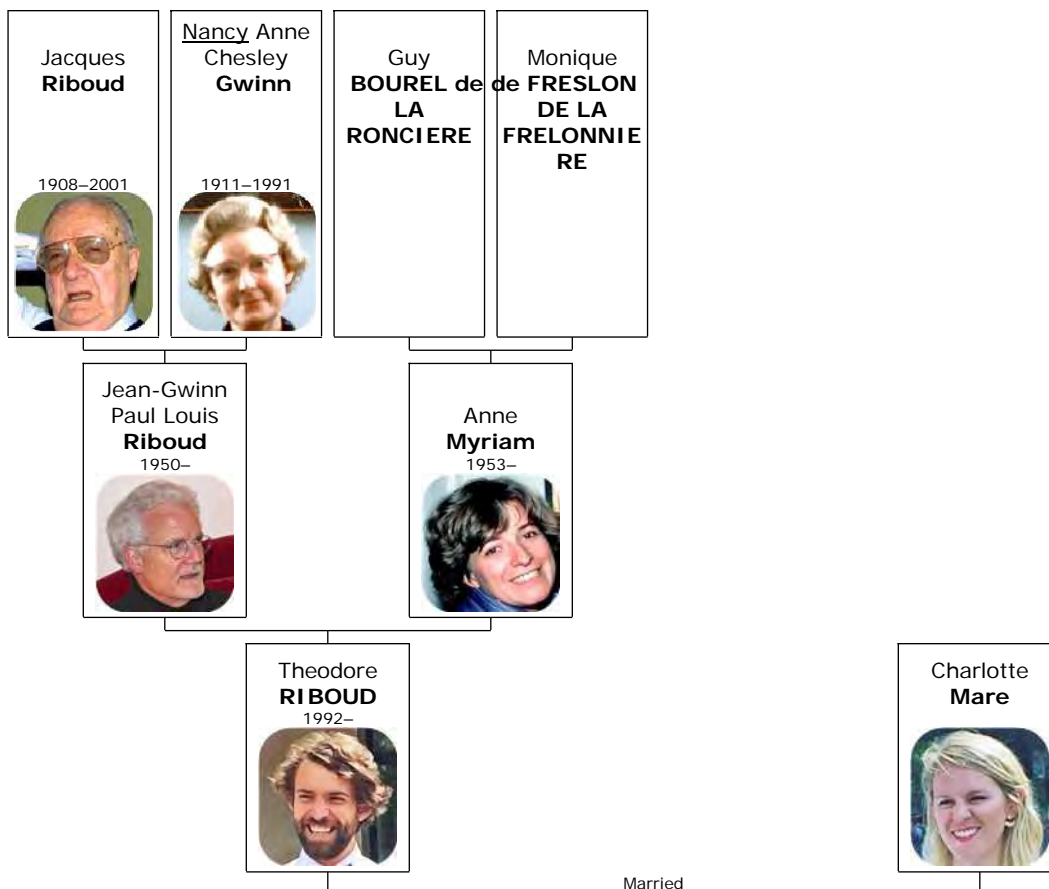 Jacques
Riboud
1908–2001
Nancy Anne
Chesley
Gwinn
1911–1991
Guy
BOUREL de
LA
RONCIERE
Monique
de FRESLON
DE LA
FRELONNIE
RE
Jean-Gwinn
Paul Louis
Riboud
1950–
Anne
Myriam
1953–
Theodore
RIBOUD
1992–
Charlotte
Mare
Married